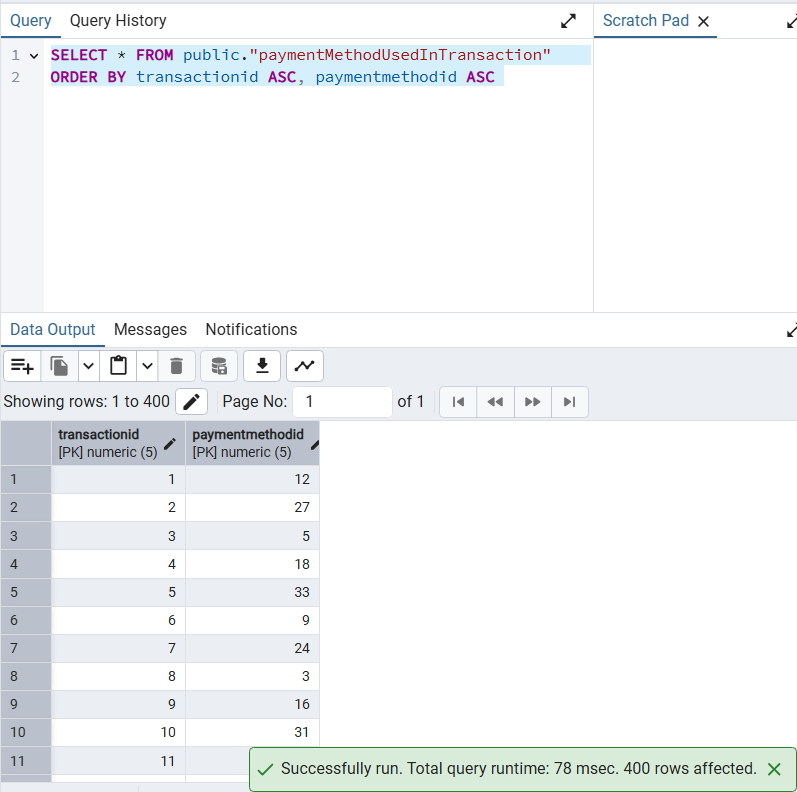 Query Query History
Scratch Pad
1 SELECT * FROM public."paymentMethodUsedInTransaction"
2 ORDER BY transactionid ASC, paymentmethodid ASC
Data Output Messages Notifications
Showing rows: 1 to 400 Page No: 1 of 1
transactionid paymentmethodid
[PK] numeric (5) [PK] numeric (5)
1 1 12
2 2 27
3 3 5
4 4 18
5 5 33
6 6 9
7 7 24
8 8 3
9 9 16
10 10 31
11 11
Successfully run. Total query runtime: 78 msec. 400 rows affected.